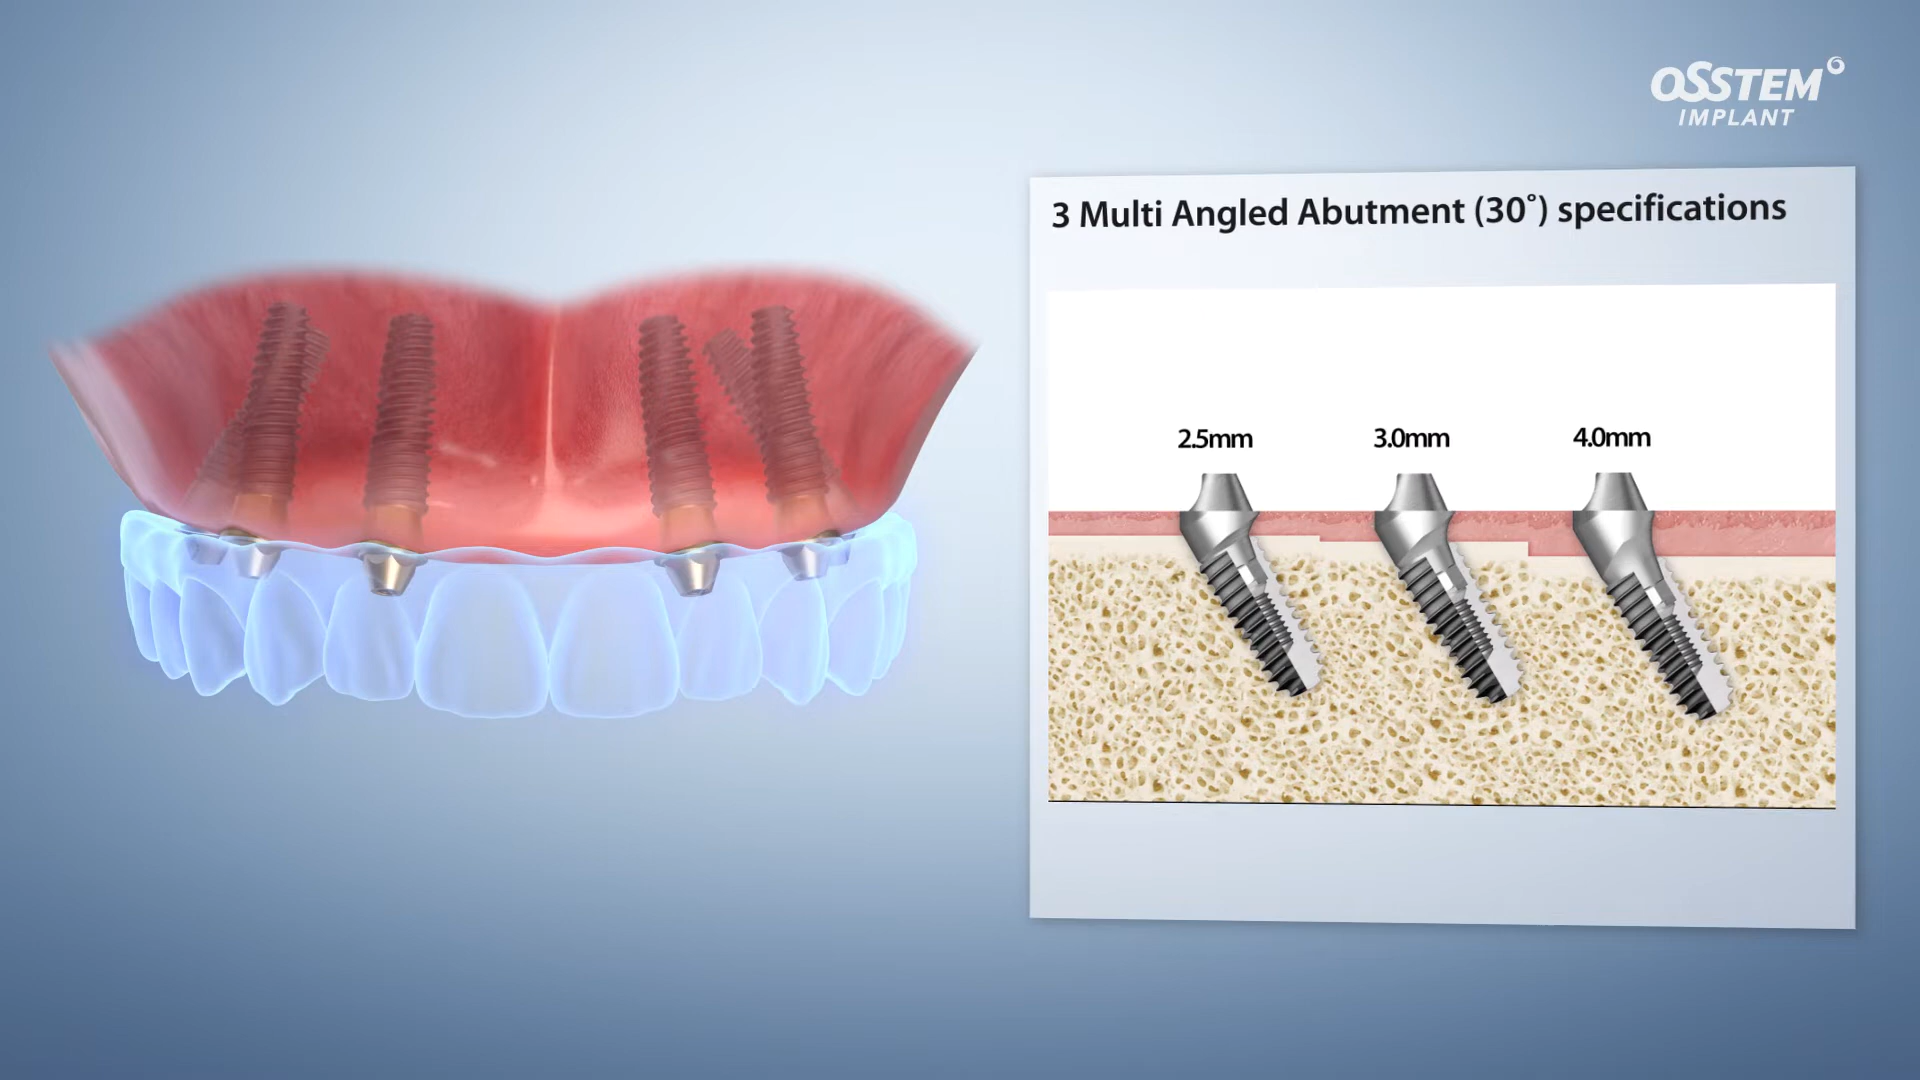 OSSTEM
IMPLANT
3 Multi Angled Abutment (30˚) specifications
2.5mm 3.0mm 4.0mm